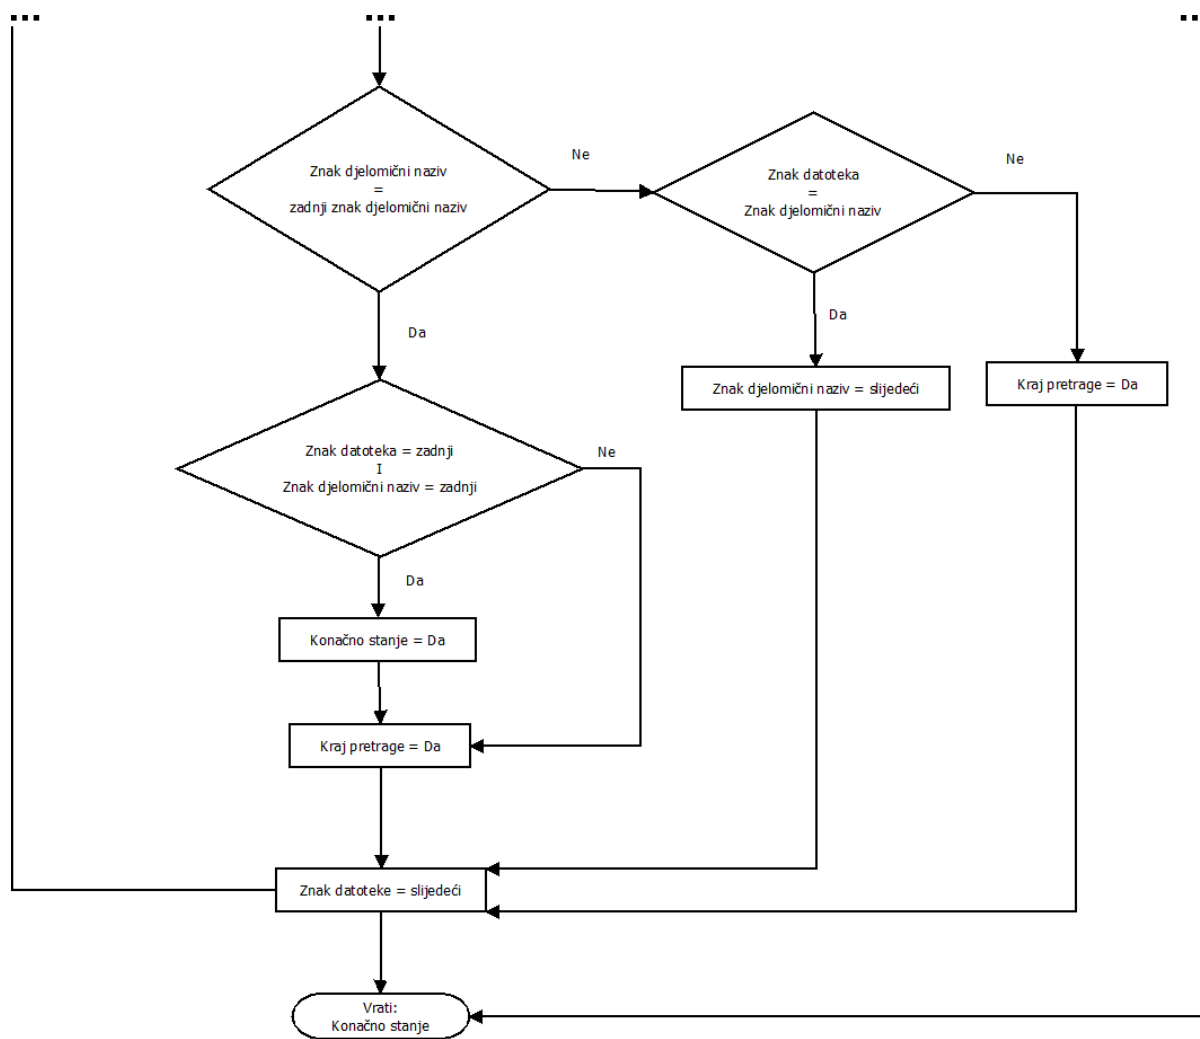 ... ... ..
Znak djelomični naziv
=
zadnji znak djelomični naziv
Ne
Znak datoteka
=
Znak djelomični naziv
Ne
Da
Da
Znak djelomični naziv = slijedeći
Kraj pretrage = Da
Znak datoteka = zadnji
I
Znak djelomični naziv = zadnji
Ne
Da
Konačno stanje = Da
Kraj pretrage = Da
Znak datoteke = slijedeći
Vrati:
Konačno stanje